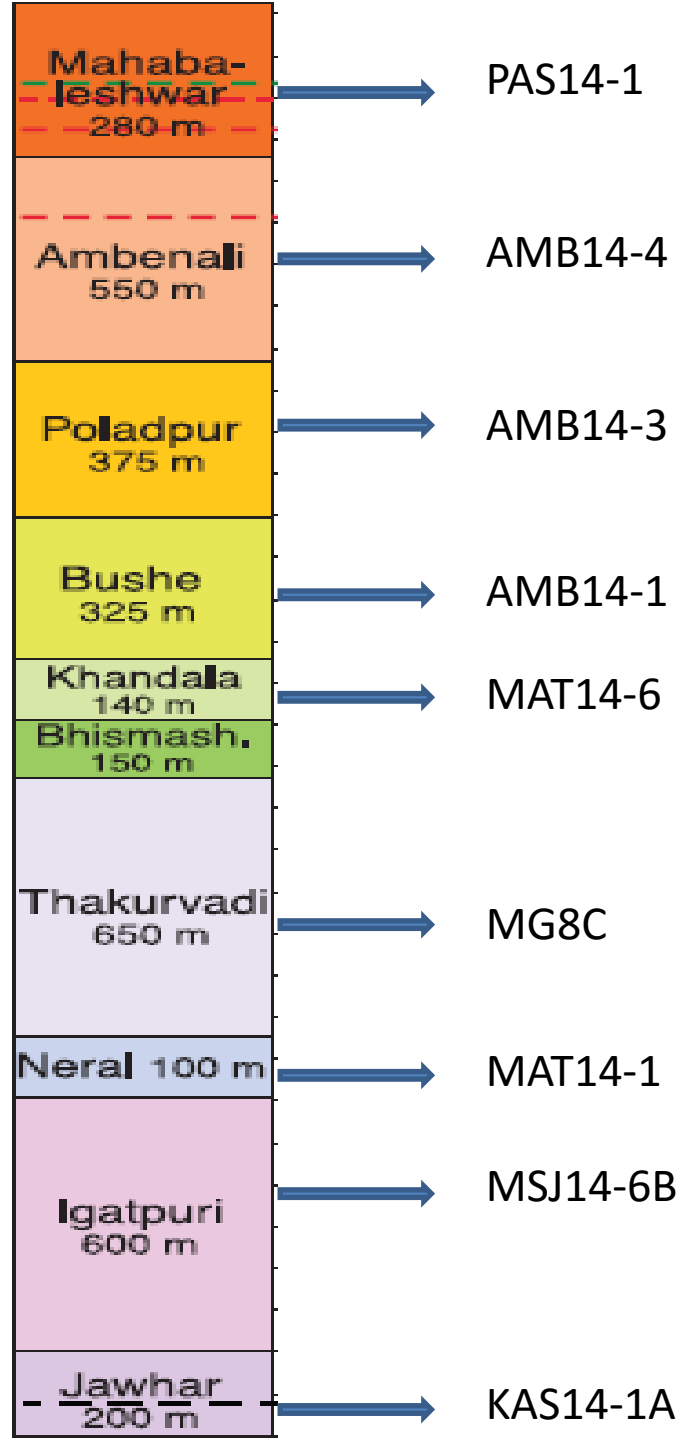 Mahaba-
leshwar
280 m
PAS14-1
Ambenali
550 m
AMB14-4
Poladpur
375 m
AMB14-3
Bushe
325 m
AMB14-1
Khandala
140 m
MAT14-6
Bhismash.
150 m
Thakurvadi
650 m
MG8C
Neral 100 m
MAT14-1
Igatpuri
600 m
MSJ14-6B
Jawhar
200 m
KAS14-1A